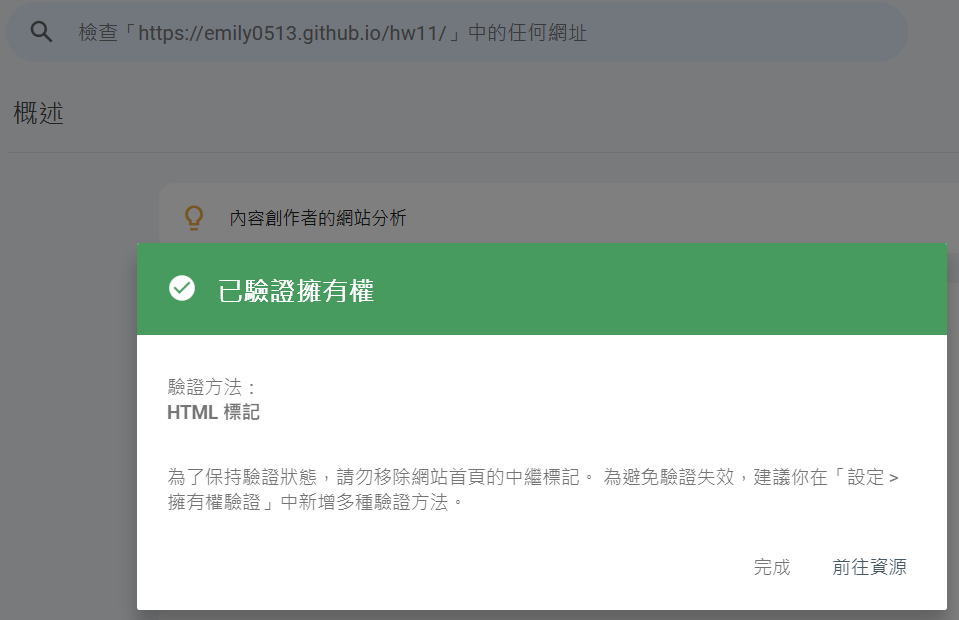 檢查「https://emily0513.github.io/hw11/」中的任何網址
概述
內容創作者的網站分析
已驗證擁有權
驗證方法：
HTML 標記
為了保持驗證狀態，請勿移除網站首頁的中繼標記。 為避免驗證失效，建議你在「設定 >
擁有權驗證」中新增多種驗證方法。
完成 前往資源